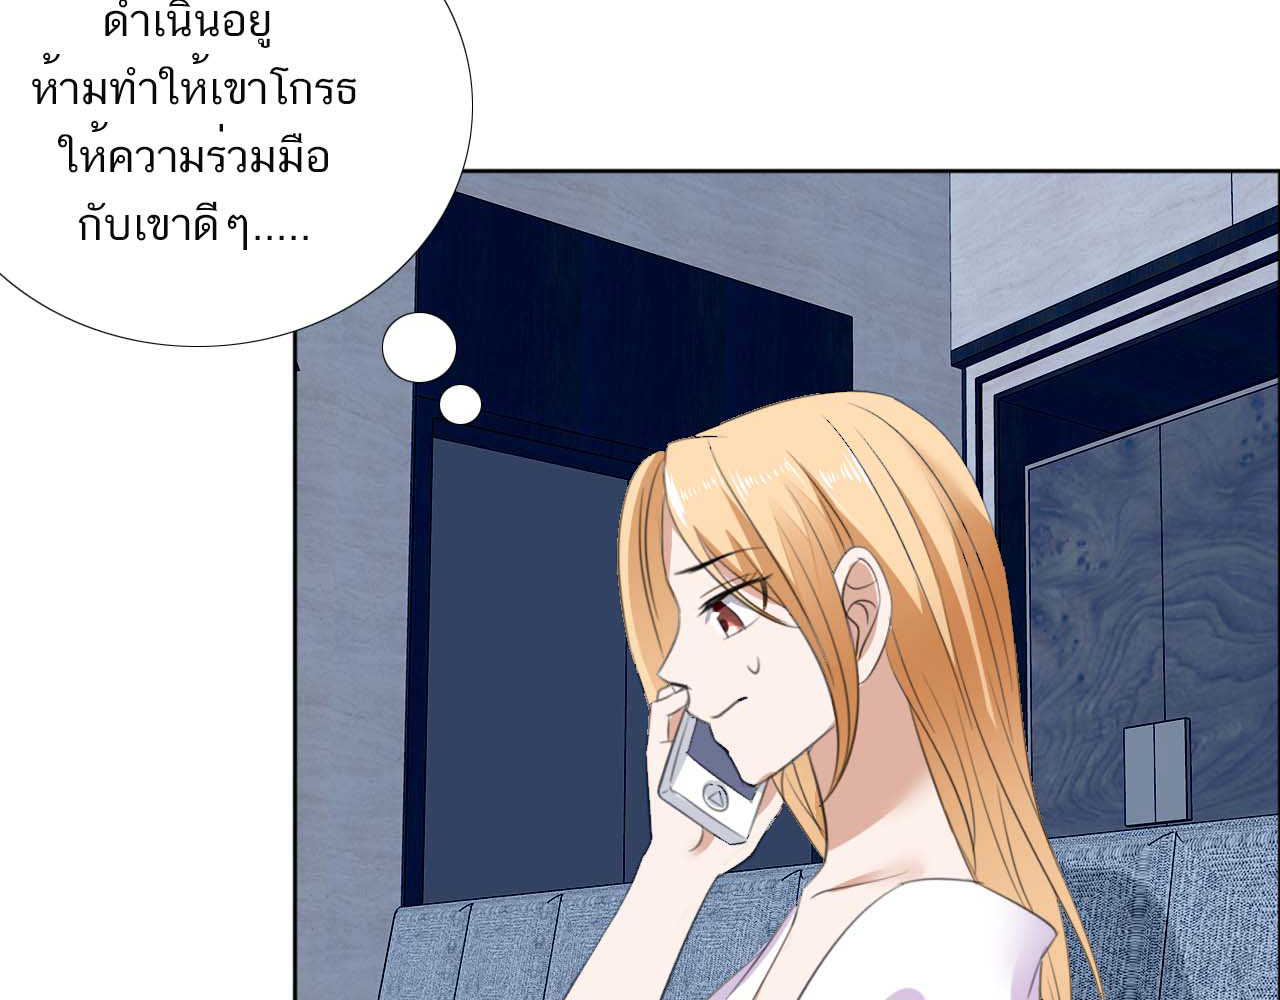 ดำเนินอยู่
ห้ามทำให้เขาโกรธ
ให้ความร่วมมือ
กับเขาดีๆ.....